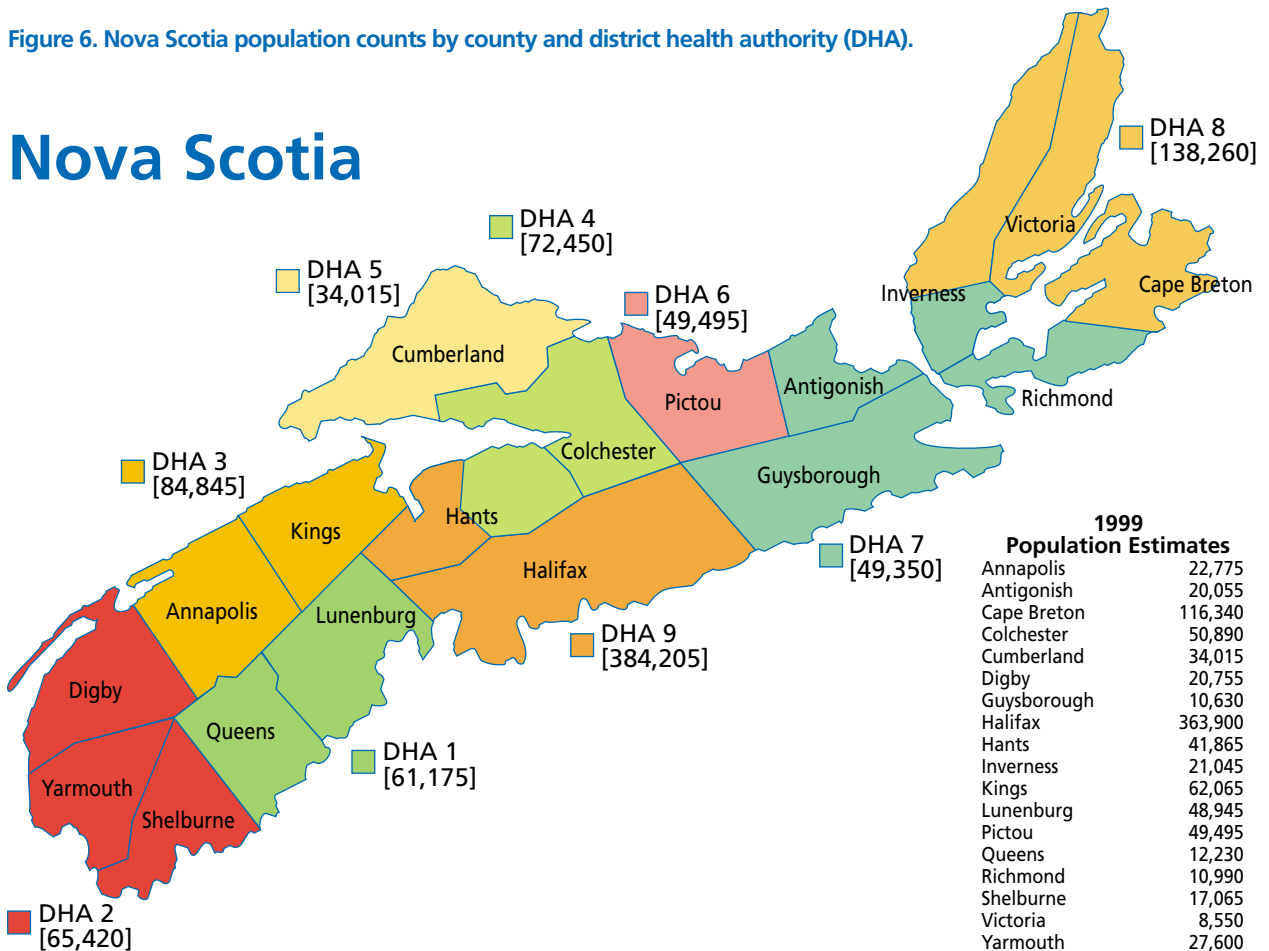 Figure 6. Nova Scotia population counts by county and district health authority (DHA).
Nova Scotia
DHA 8
[138,260]
DHA 4
[72,450]
Victoria
DHA 5
[34,015]
Inverness
Cape Breton
DHA 6
[49,495]
Cumberland
Antigonish
Pictou
Richmond
Colchester
DHA 3
[84,845]
Guysborough
Hants
Kings
DHA 7
[49,350]
Halifax
Annapolis
Lunenburg
DHA 9
[384,205]
Digby
Queens
DHA 1
[61,175]
Yarmouth
Shelburne
DHA 2
[65,420]
1999
Population Estimates
Annapolis 22,775
Antigonish 20,055
Cape Breton 116,340
Colchester 50,890
Cumberland 34,015
Digby 20,755
Guysborough 10,630
Halifax 363,900
Hants 41,865
Inverness 21,045
Kings 62,065
Lunenburg 48,945
Pictou 49,495
Queens 12,230
Richmond 10,990
Shelburne 17,065
Victoria 8,550
Yarmouth 27,600